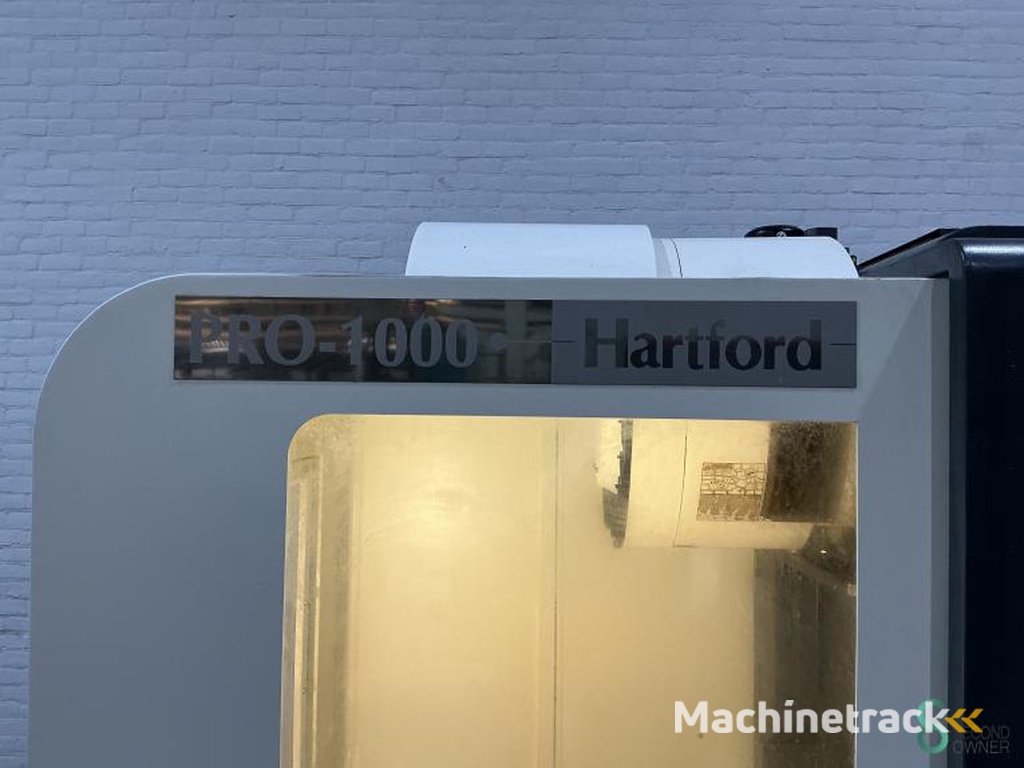 PRO-1000 Hartford
Machinetrack
SECOND
OWNER